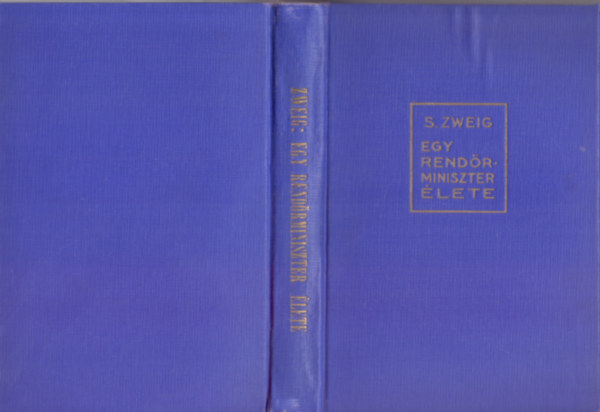 ZWEIG: EGY RENDŐRMINISZTER ÉLETE
S. ZWEIG
EGY
RENDŐR-
MINISZTER
ÉLETE